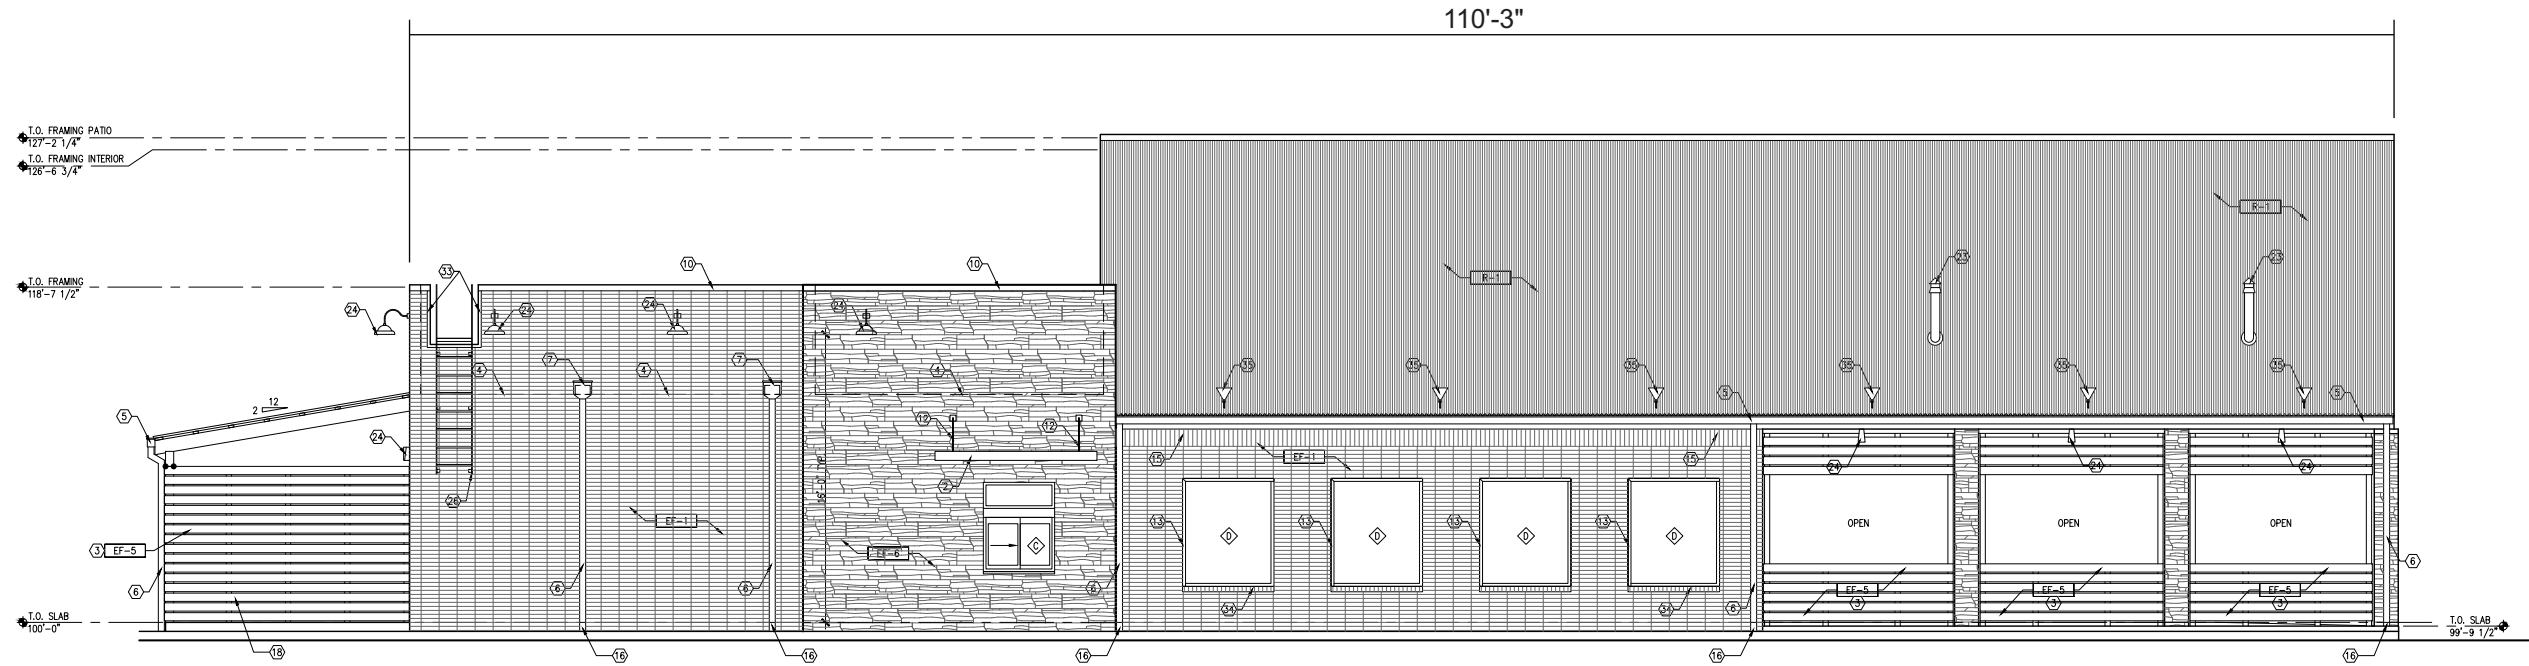 110'-3"
T.O. FRAMING PATIO
127'-2 1/4"
T.O. FRAMING INTERIOR
126'-6 3/4"
R-1
R-1
23
23
10
10
33
T.O. FRAMING
118'-7 1/2"
24
24
24
24
7
7
4
4
4
35
35
35
35
35
35
12
2
5
5
5
12
12
24
15
15
EF-1
24
24
24
26
2
16'-0" TYP.
EF-1
13
13
13
13
OPEN
OPEN
OPEN
D
D
D
D
C
EF-6
3
EF-5
6
6
6
6
6
6
EF-5
EF-5
EF-5
3
3
3
34
34
T.O. SLAB
100'-0"
T.O. SLAB
99'-9 1/2"
18
16
16
16
16
16